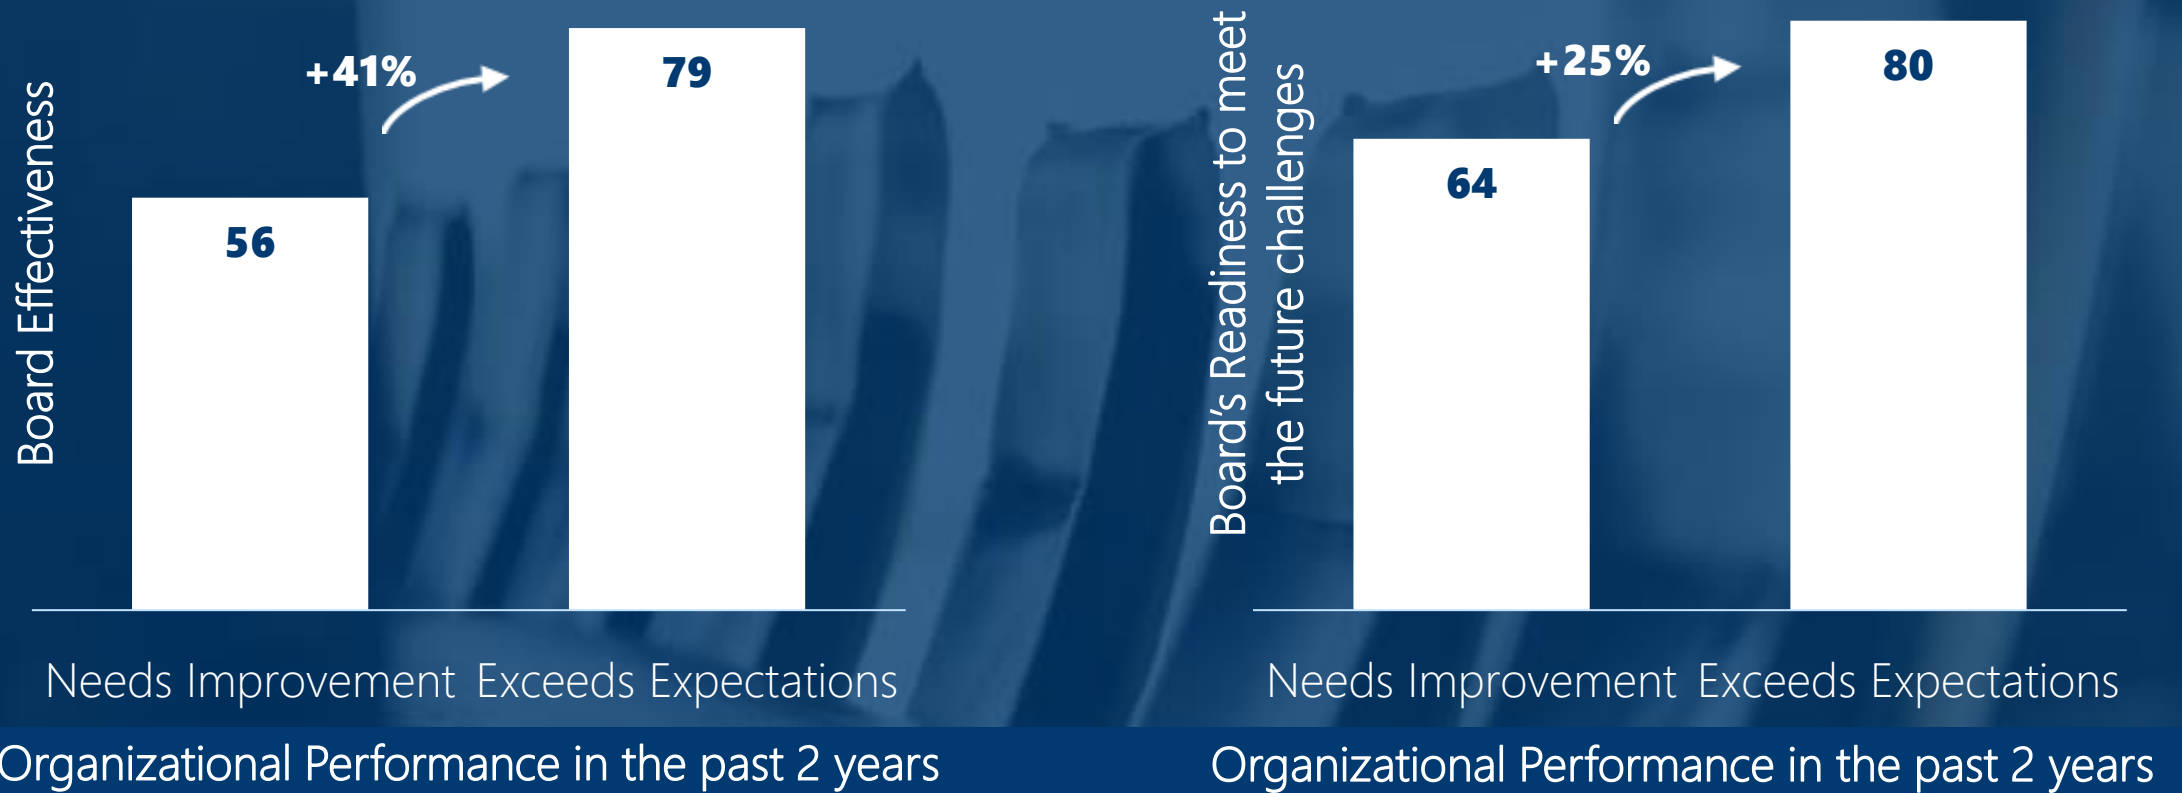 Board Effectiveness
+41%
56
79
Needs Improvement
Exceeds Expectations
Organizational Performance in the past 2 years
Board's Readiness to meet
the future challenges
+25%
64
80
Needs Improvement
Exceeds Expectations
Organizational Performance in the past 2 years